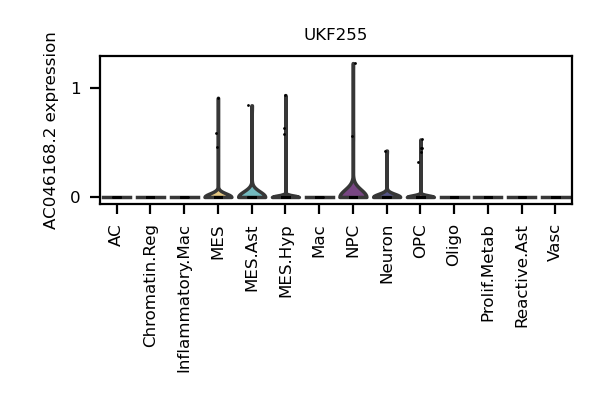 UKF255
AC046168.2 expression
1
0
AC
Chromatin.Reg
Inflammatory.Mac
MES
MES.Ast
MES.Hyp
Mac
NPC
Neuron
OPC
Oligo
Prolif.Metab
Reactive.Ast
Vasc